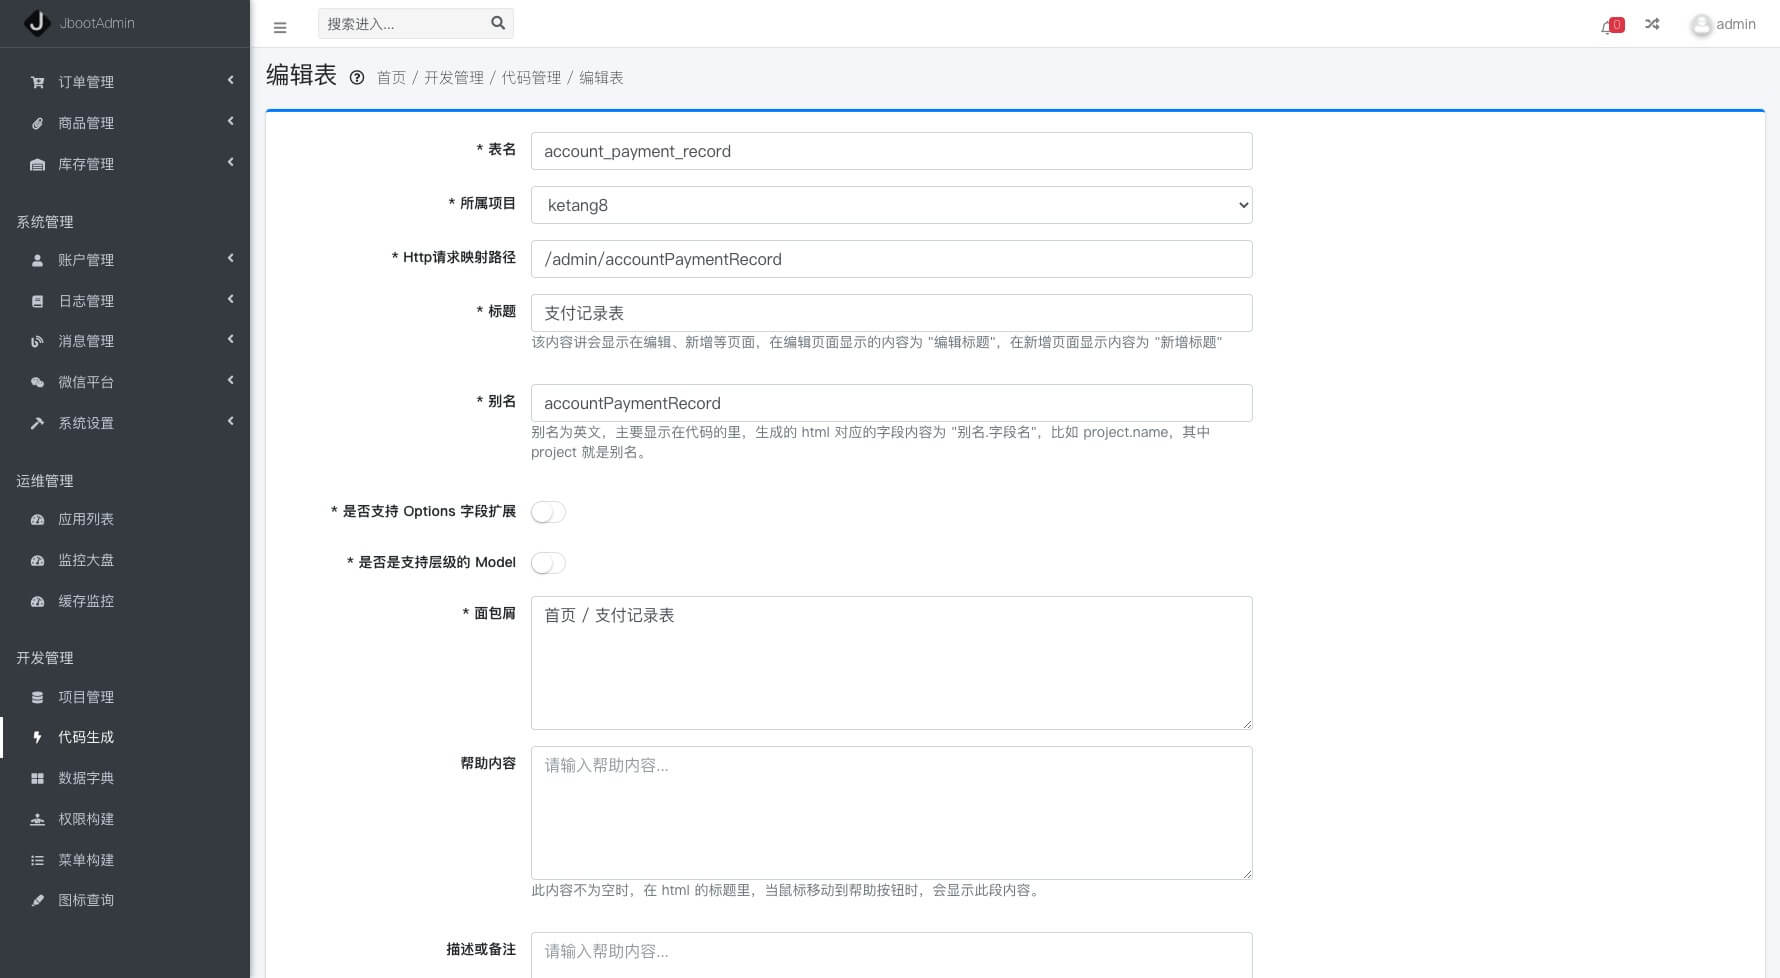 JbootAdmin
订单管理
商品管理
库存管理
系统管理
账户管理
日志管理
消息管理
微信平台
系统设置
运维管理
应用列表
监控大盘
缓存监控
开发管理
项目管理
代码生成
数据字典
权限构建
菜单构建
图标查询
搜索进入...
0
admin
编辑表 首页 / 开发管理 / 代码管理 / 编辑表
* 表名 account_payment_record
* 所属项目 ketang8
* Http请求映射路径 /admin/accountPaymentRecord
* 标题 支付记录表
该内容讲会显示在编辑、新增等页面，在编辑页面显示的内容为 "编辑标题"，在新增页面显示内容为 "新增标题"
* 别名 accountPaymentRecord
别名为英文，主要显示在代码的里，生成的 html 对应的字段内容为 "别名.字段名"，比如 project.name，其中
project 就是别名。
* 是否支持 Options 字段扩展
* 是否是支持层级的 Model
* 面包屑 首页 / 支付记录表
帮助内容 请输入帮助内容...
此内容不为空时，在 html 的标题里，当鼠标移动到帮助按钮时，会显示此段内容。
描述或备注 请输入帮助内容...